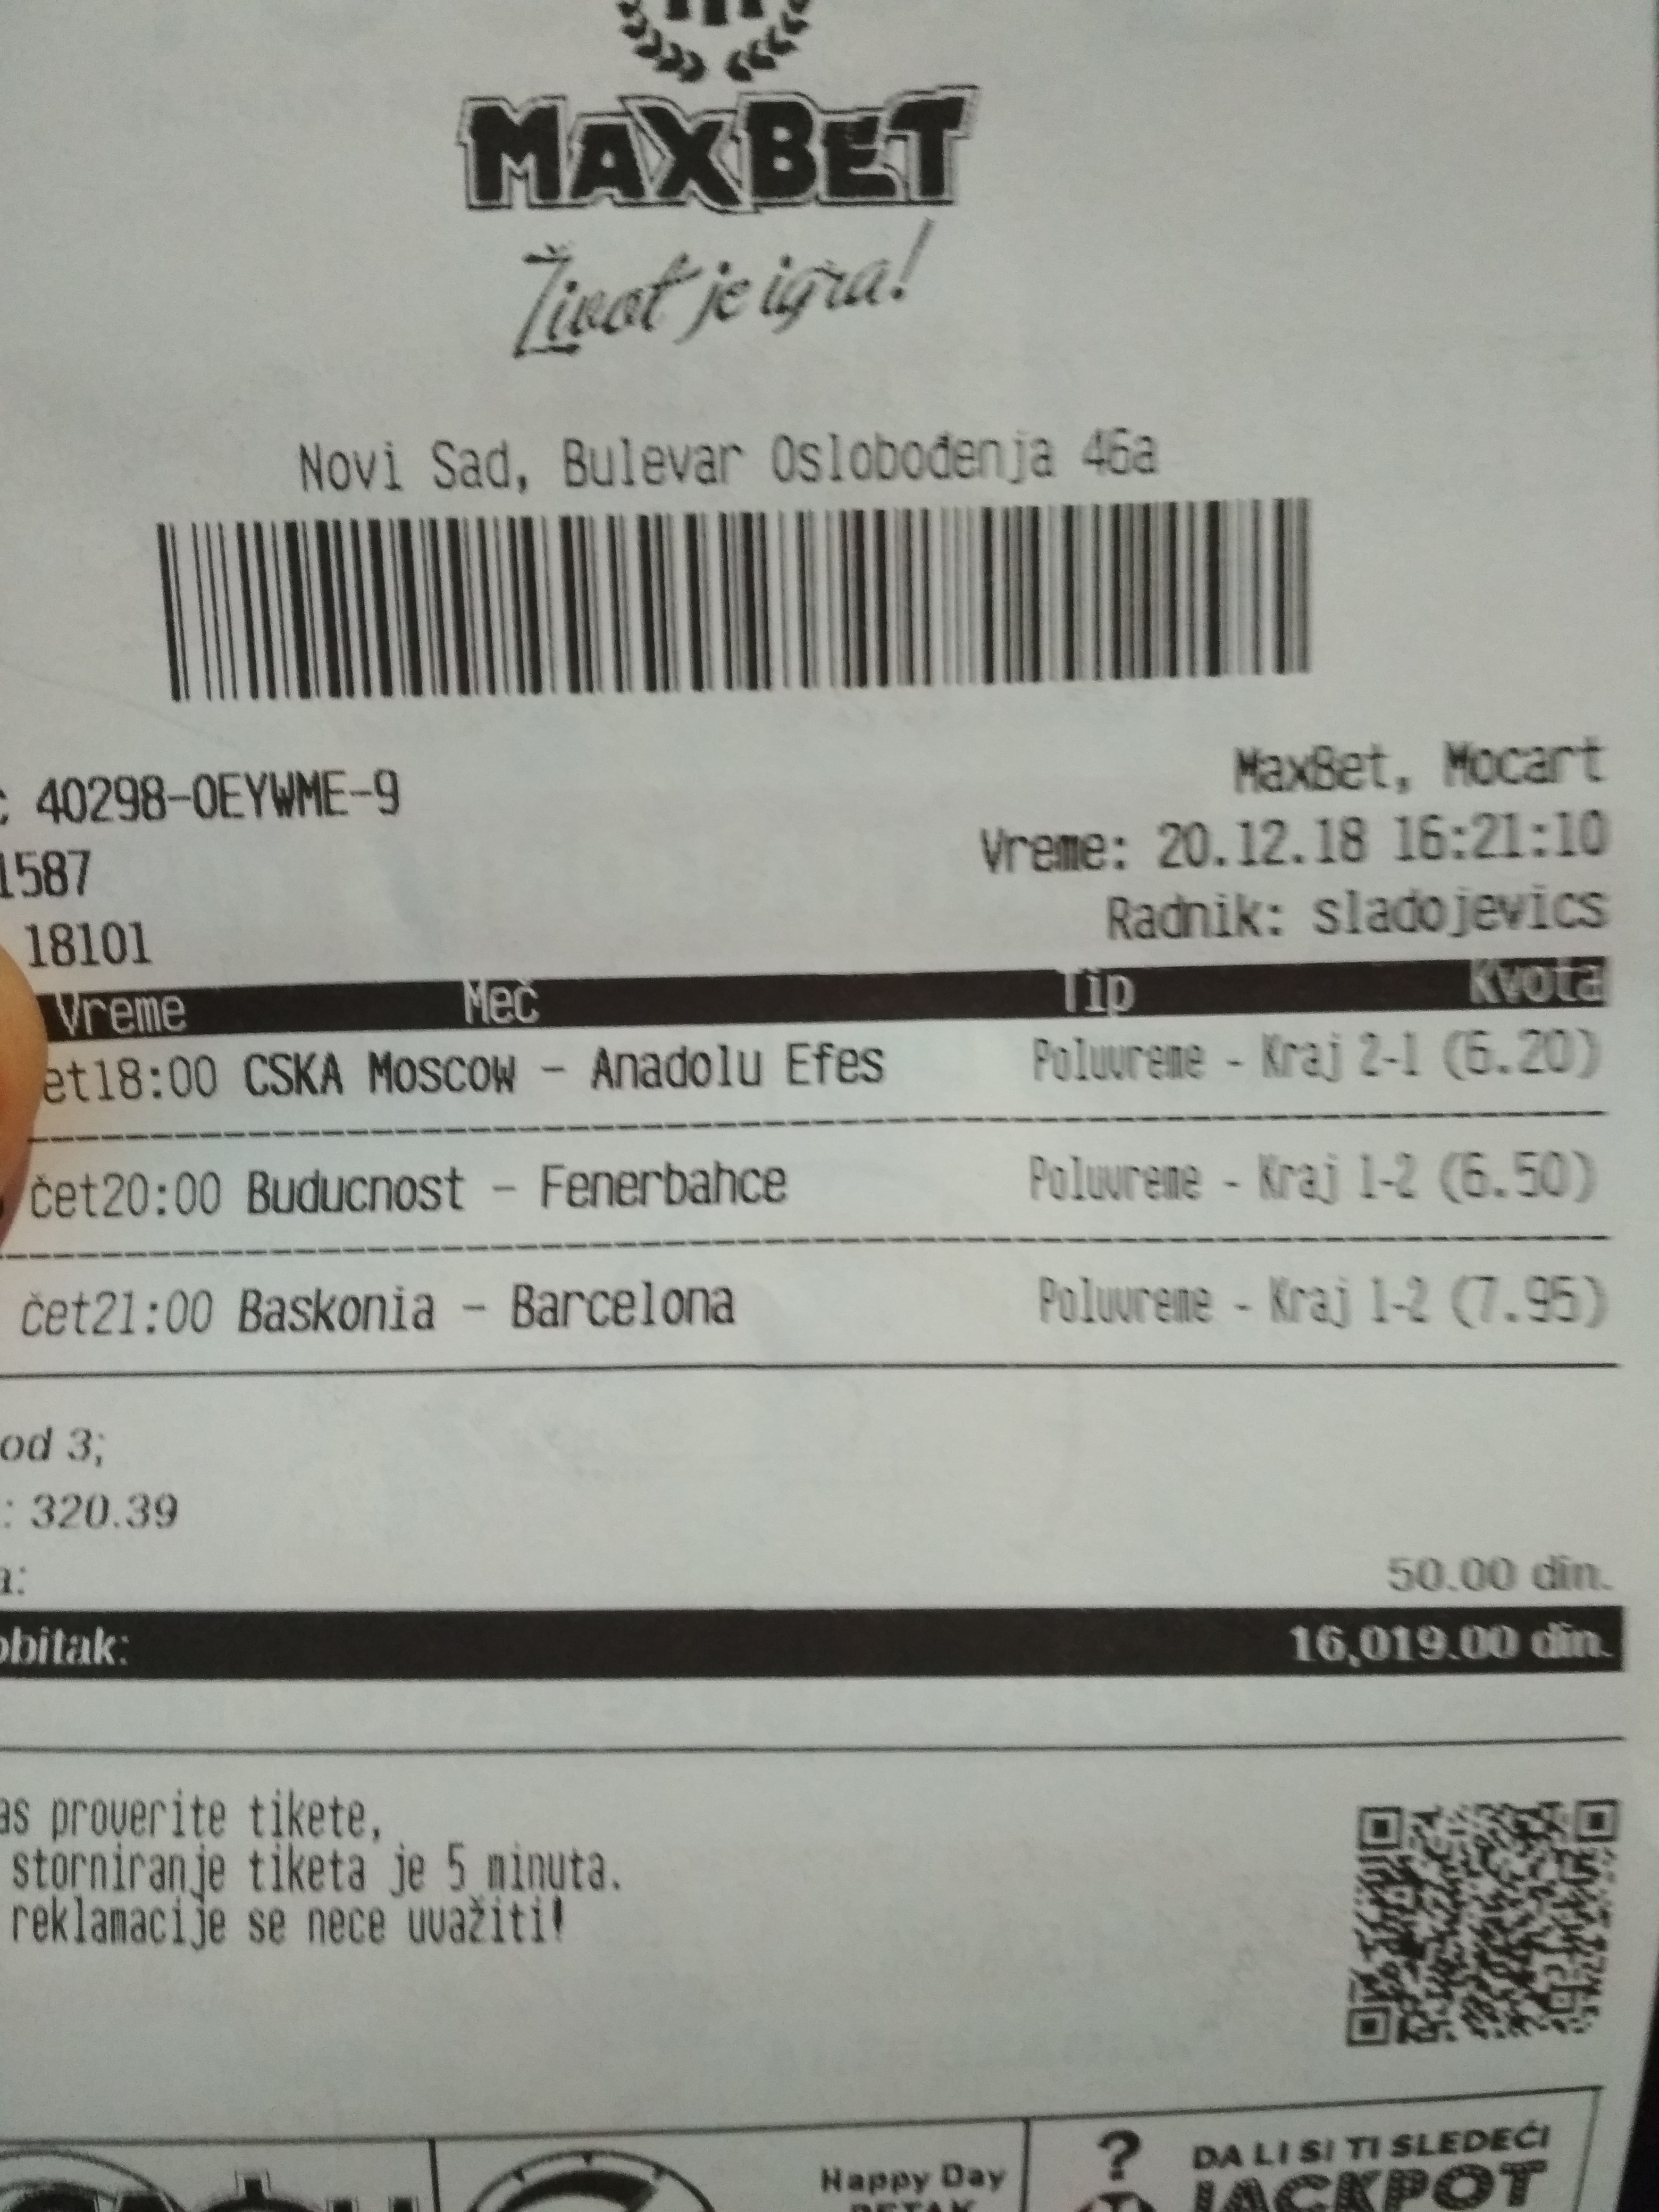 MAXBET
Život je igra!
Novi Sad, Bulevar Oslobođenja 46a
40298-0EYWME-9
MaxBet, Mocart
1587
Vreme: 20.12.18 16:21:10
18101
Radnik: sladojevics
Vreme Meč Tip Kvota
et18:00 CSKA Moscow - Anadolu Efes Poluvreme - Kraj 2-1 (6.20)
čet20:00 Buducnost - Fenerbahce Poluvreme - Kraj 1-2 (6.50)
čet21:00 Baskonia - Barcelona Poluvreme - Kraj 1-2 (7.95)
od 3;
: 320.39
a: 50.00 din.
obitak: 16,019.00 din.
as proverite tikete,
storniranje tiketa je 5 minuta.
reklamacije se nece uvažiti!
Happy Day
PETAK
?
DA LI SI TI SLEDEĆI
JACKPOT